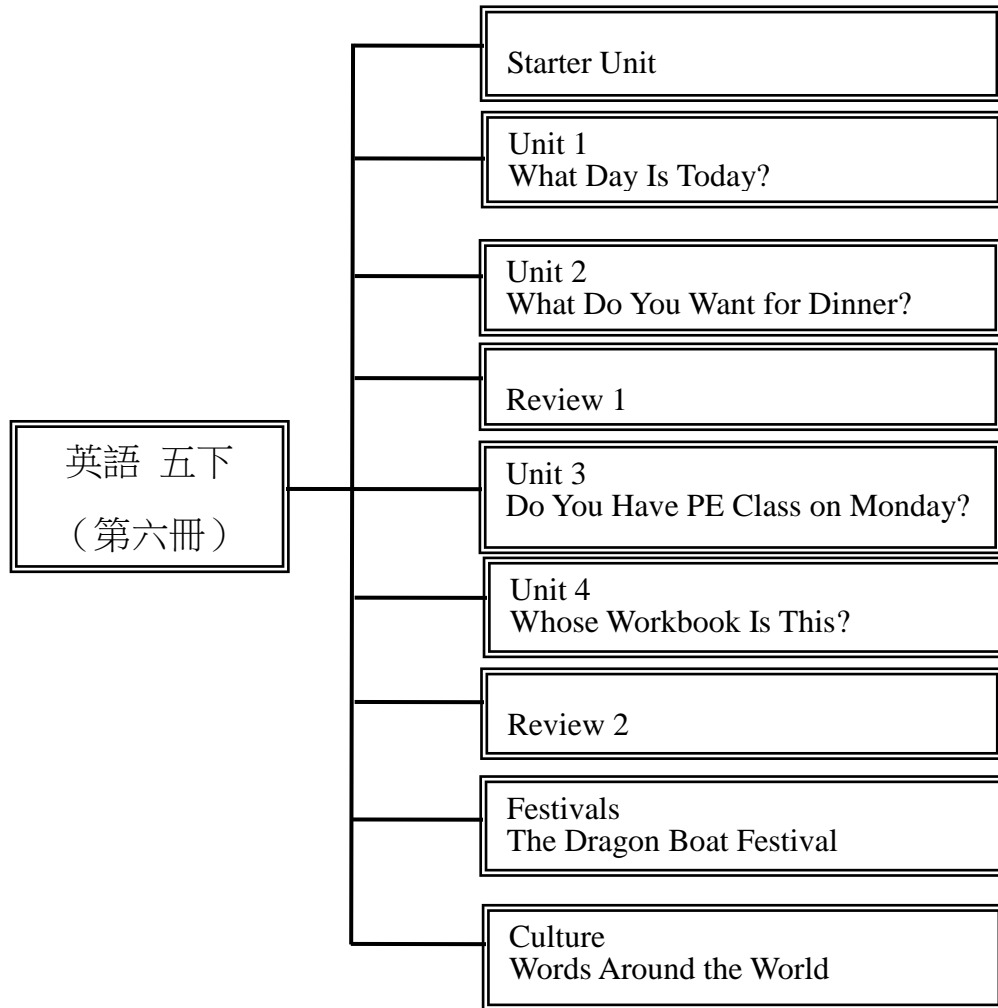 Starter Unit
Unit 1
What Day Is Today?
Unit 2
What Do You Want for Dinner?
Review 1
英語 五下
（第六冊）
Unit 3
Do You Have PE Class on Monday?
Unit 4
Whose Workbook Is This?
Review 2
Festivals
The Dragon Boat Festival
Culture
Words Around the World